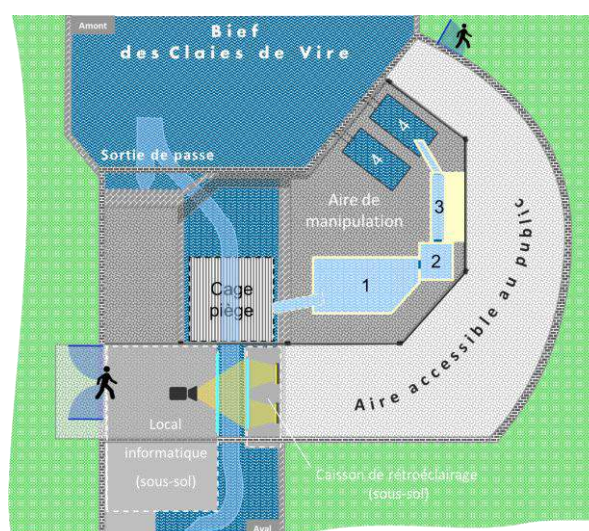 Amont
Bief
des Claies de Vire
Sortie de passe
4
4
Aire de
manipulation
3
2
1
Cage
piège
Aire accessible au public
Local
informatique
(sous-sol)
Caisson de rétroéclairage
(sous-sol)
Aval